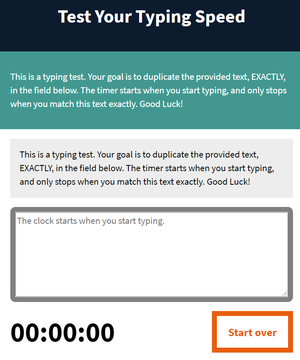 Test Your Typing Speed
This is a typing test. Your goal is to duplicate the provided text, EXACTLY,
in the field below. The timer starts when you start typing, and only stops
when you match this text exactly. Good Luck!
This is a typing test. Your goal is to duplicate the provided text,
EXACTLY, in the field below. The timer starts when you start typing,
and only stops when you match this text exactly. Good Luck!
The clock starts when you start typing.
00:00:00
Start over